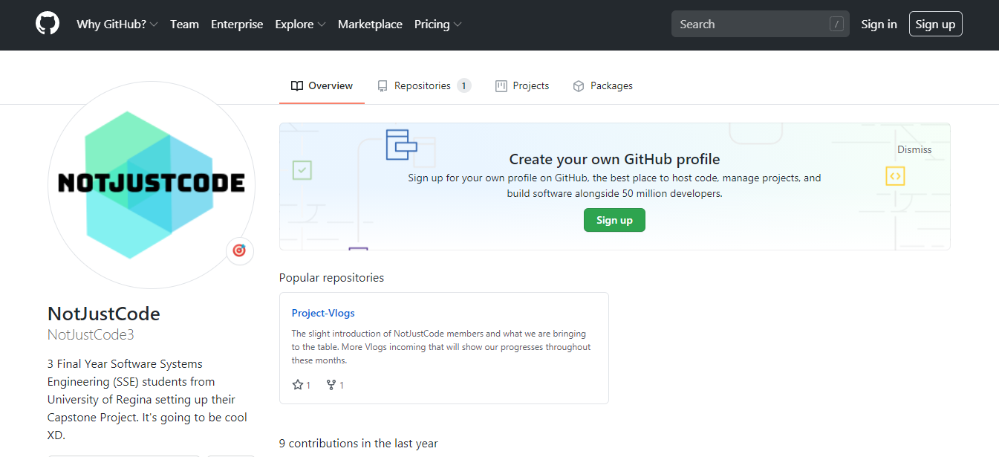 Why GitHub? Team Enterprise Explore Marketplace Pricing Search / Sign in Sign up
Overview Repositories 1 Projects Packages
NOTJUSTCODE
Create your own GitHub profile
Dismiss
Sign up for your own profile on GitHub, the best place to host code, manage projects, and
build software alongside 50 million developers.
Sign up
NotJustCode
NotJustCode3
3 Final Year Software Systems
Engineering (SSE) students from
University of Regina setting up their
Capstone Project. It's going to be cool
XD.
Popular repositories
Project-Vlogs
The slight introduction of NotJustCode members and what we are bringing
to the table. More Vlogs incoming that will show our progresses throughout
these months.
1 1
9 contributions in the last year